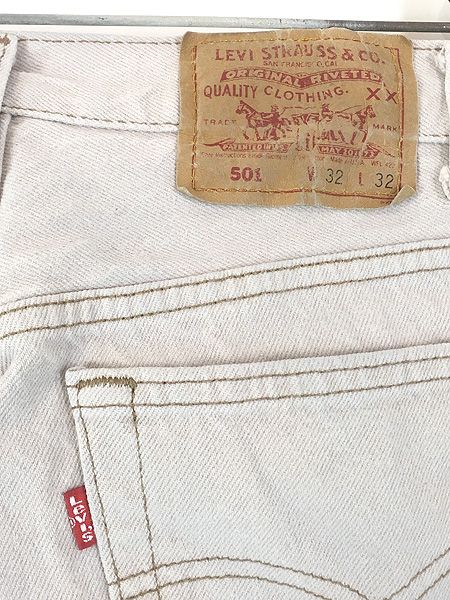 LEVI STRAUSS & CO.
SAN FRANCISCO, CAL.
ORIGINAL RIVETED
QUALITY CLOTHING. XX
TRADE MARK
PATENTED IN U.S. MAY 20 1873
501 W 32 L 32
Levi's